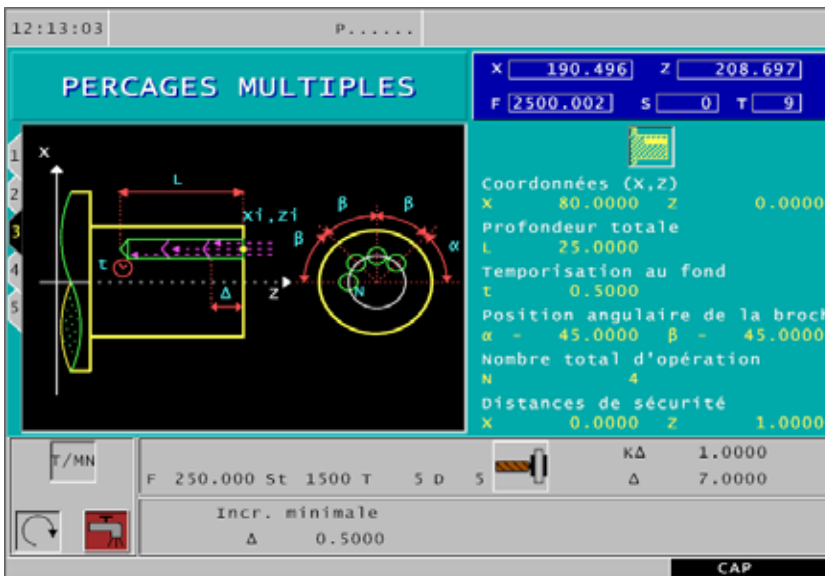 12:13:03 P......
PERCAGES MULTIPLES
X 190.496 Z 208.697
F 2500.002 S 0 T 9
1
2
3
4
5
X
L
xi,zi
β
β
β
α
t
Δ
Z
N
Coordonnées (X,Z)
X 80.0000 Z 0.0000
Profondeur totale
L 25.0000
Temporisation au fond
t 0.5000
Position angulaire de la broch
α - 45.0000 β - 45.0000
Nombre total d'opération
N 4
Distances de sécurité
X 0.0000 Z 1.0000
T/MN
F 250.000 St 1500 T 5 D 5
KΔ 1.0000
Δ 7.0000
Incr. minimale
Δ 0.5000
CAP